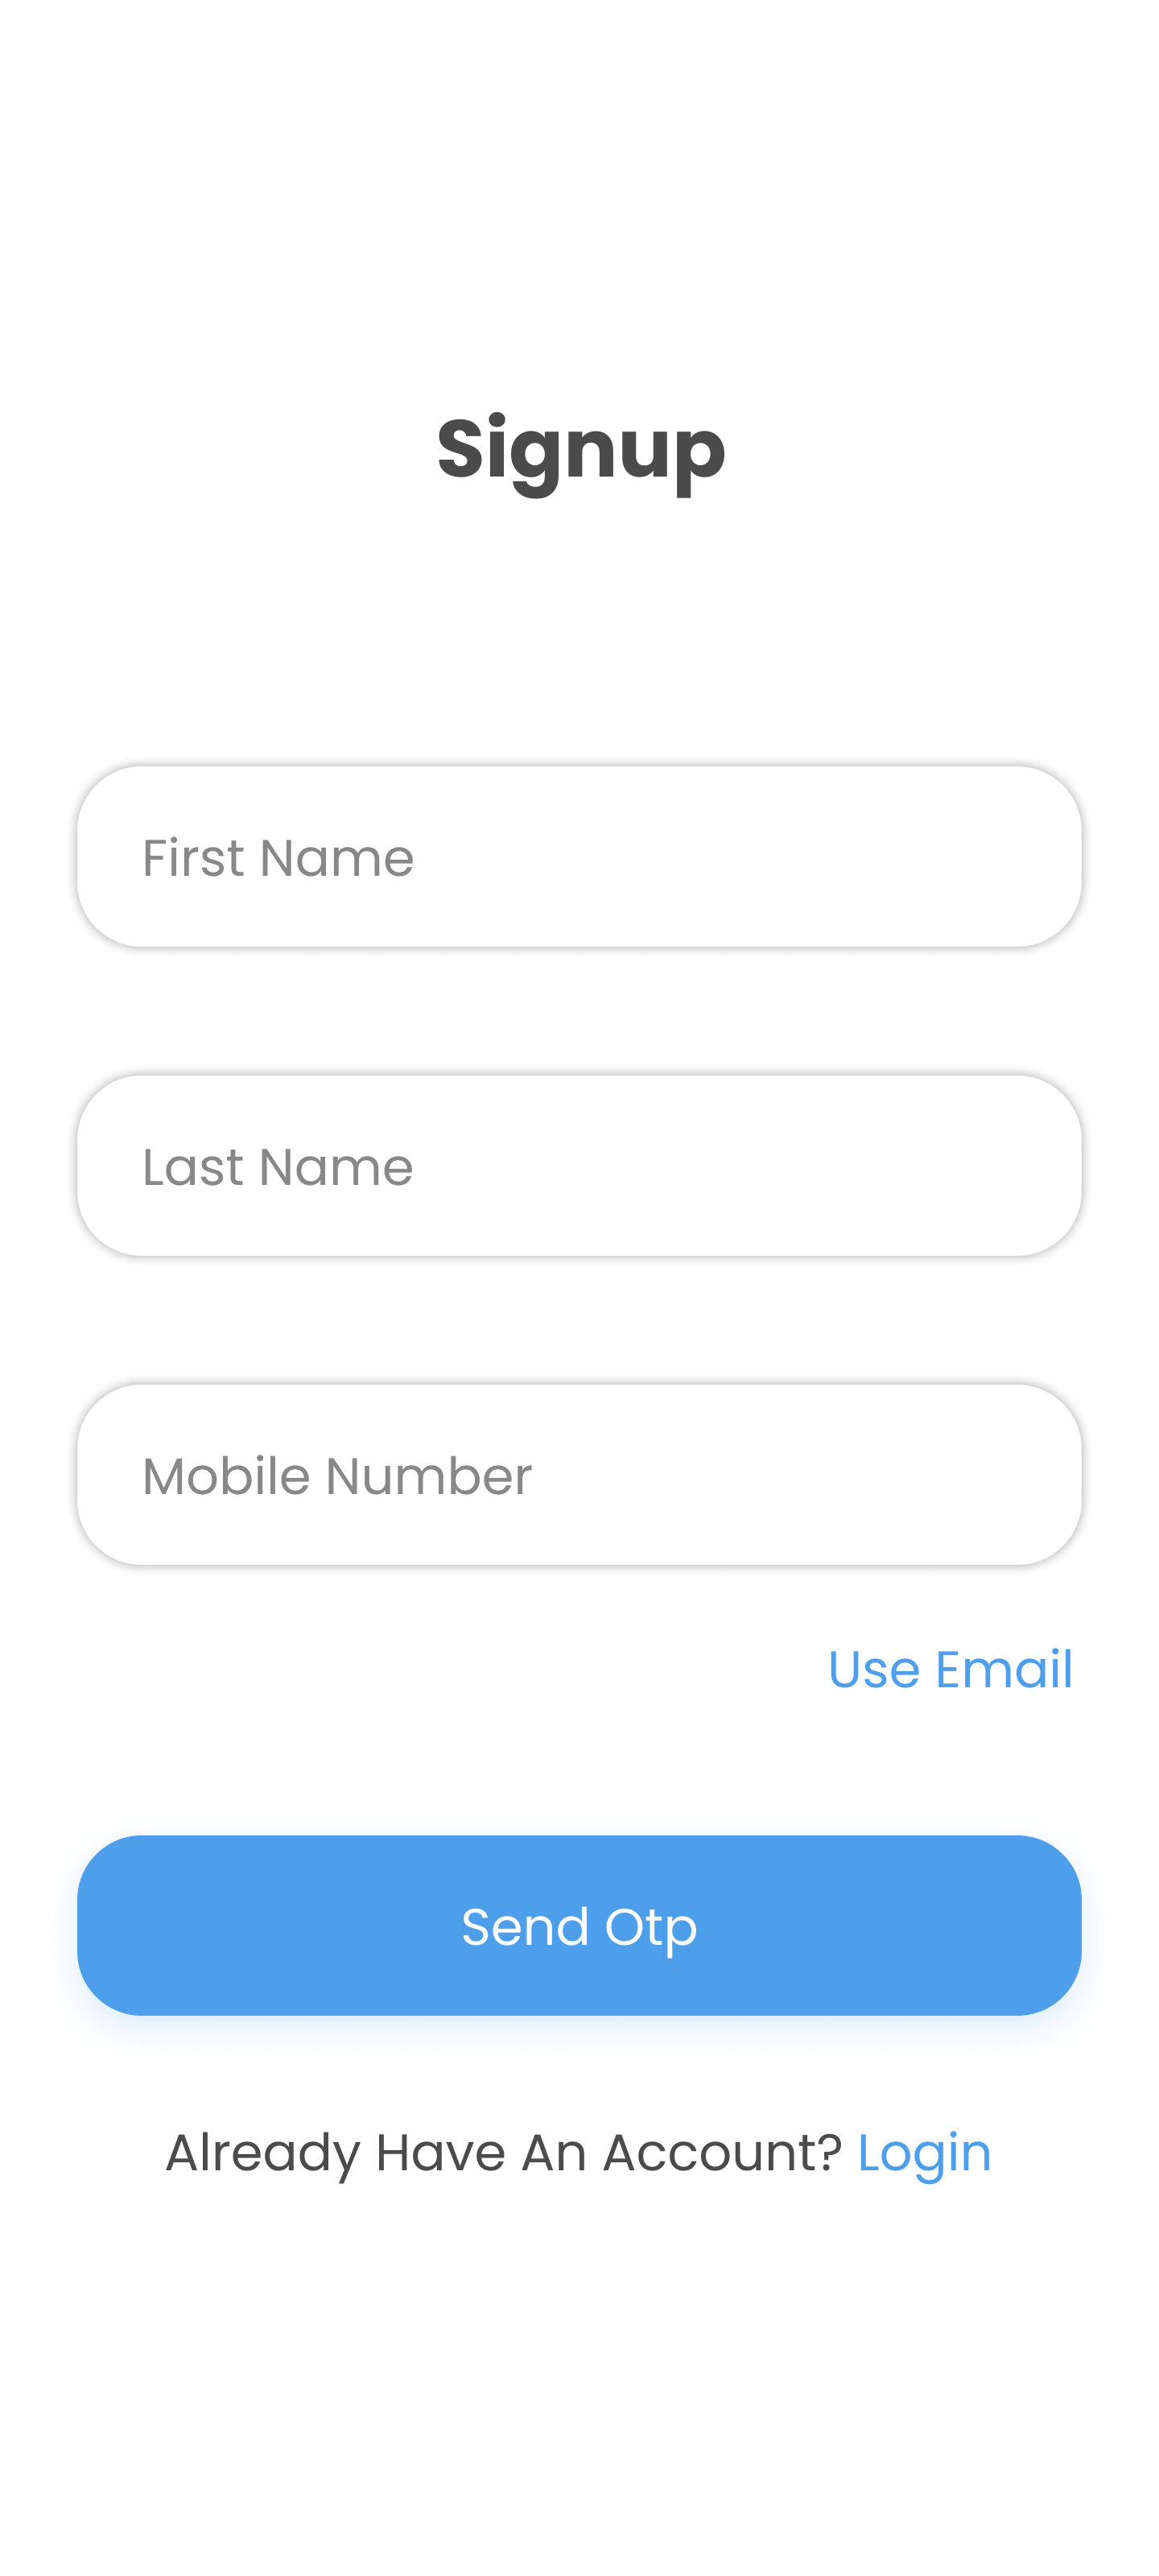 Signup
First Name
Last Name
Mobile Number
Use Email
Send Otp
Already Have An Account? Login